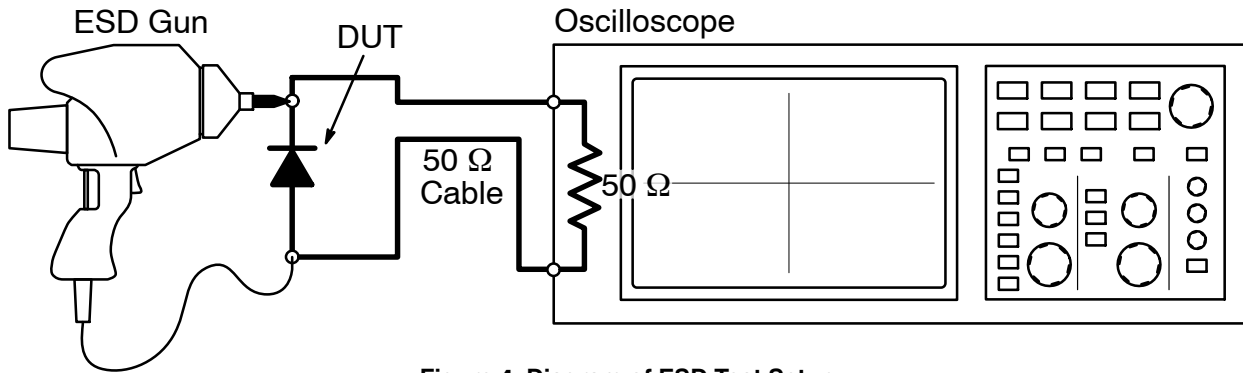 ESD Gun
DUT
Oscilloscope
50 Ω
Cable
50 Ω